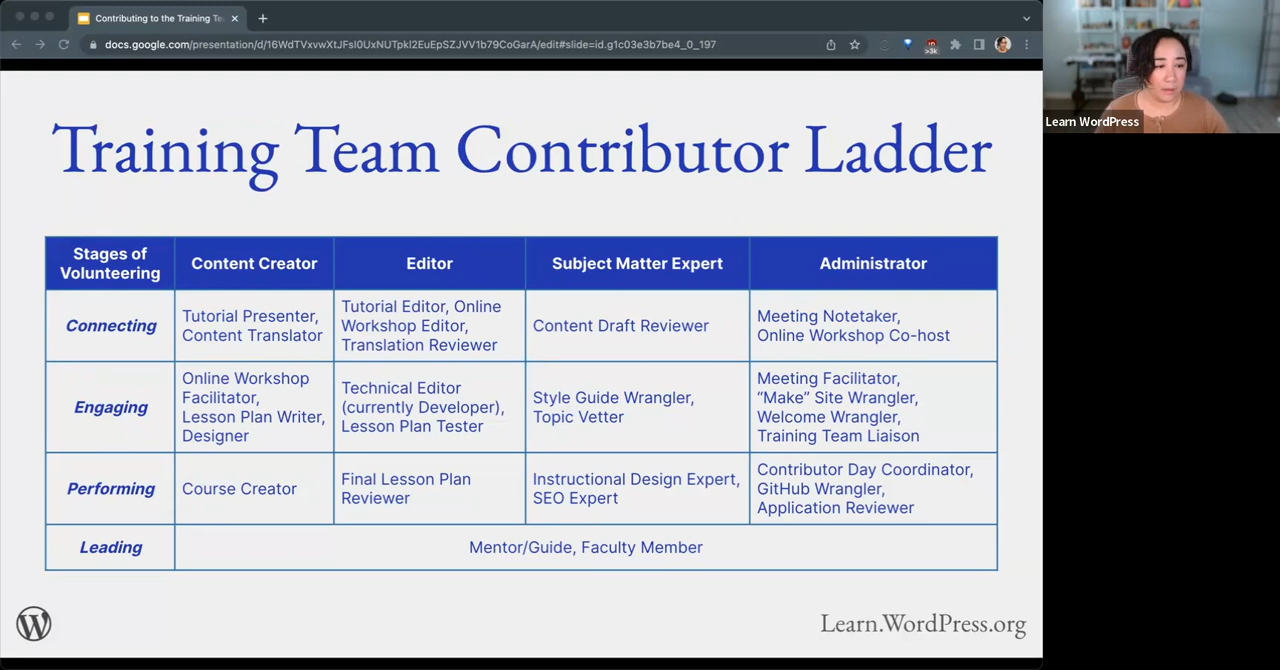 Contributing to the Training Te
docs.google.com/presentation/d/16WdTVxvwXtJFsI0UxNUTpkI2EuEpSZJVV1b79CoGarA/edit#slide=id.g1c03e3b7be4_0_197
>3k
Learn WordPress
Training Team Contributor Ladder
Stages of
Volunteering
Content Creator
Editor
Subject Matter Expert
Administrator
Connecting
Tutorial Presenter,
Content Translator
Tutorial Editor, Online
Workshop Editor,
Translation Reviewer
Content Draft Reviewer
Meeting Notetaker,
Online Workshop Co-host
Engaging
Online Workshop
Facilitator,
Lesson Plan Writer,
Designer
Technical Editor
(currently Developer),
Lesson Plan Tester
Style Guide Wrangler,
Topic Vetter
Meeting Facilitator,
“Make” Site Wrangler,
Welcome Wrangler,
Training Team Liaison
Performing
Course Creator
Final Lesson Plan
Reviewer
Instructional Design Expert,
SEO Expert
Contributor Day Coordinator,
GitHub Wrangler,
Application Reviewer
Leading
Mentor/Guide, Faculty Member
Learn.WordPress.org